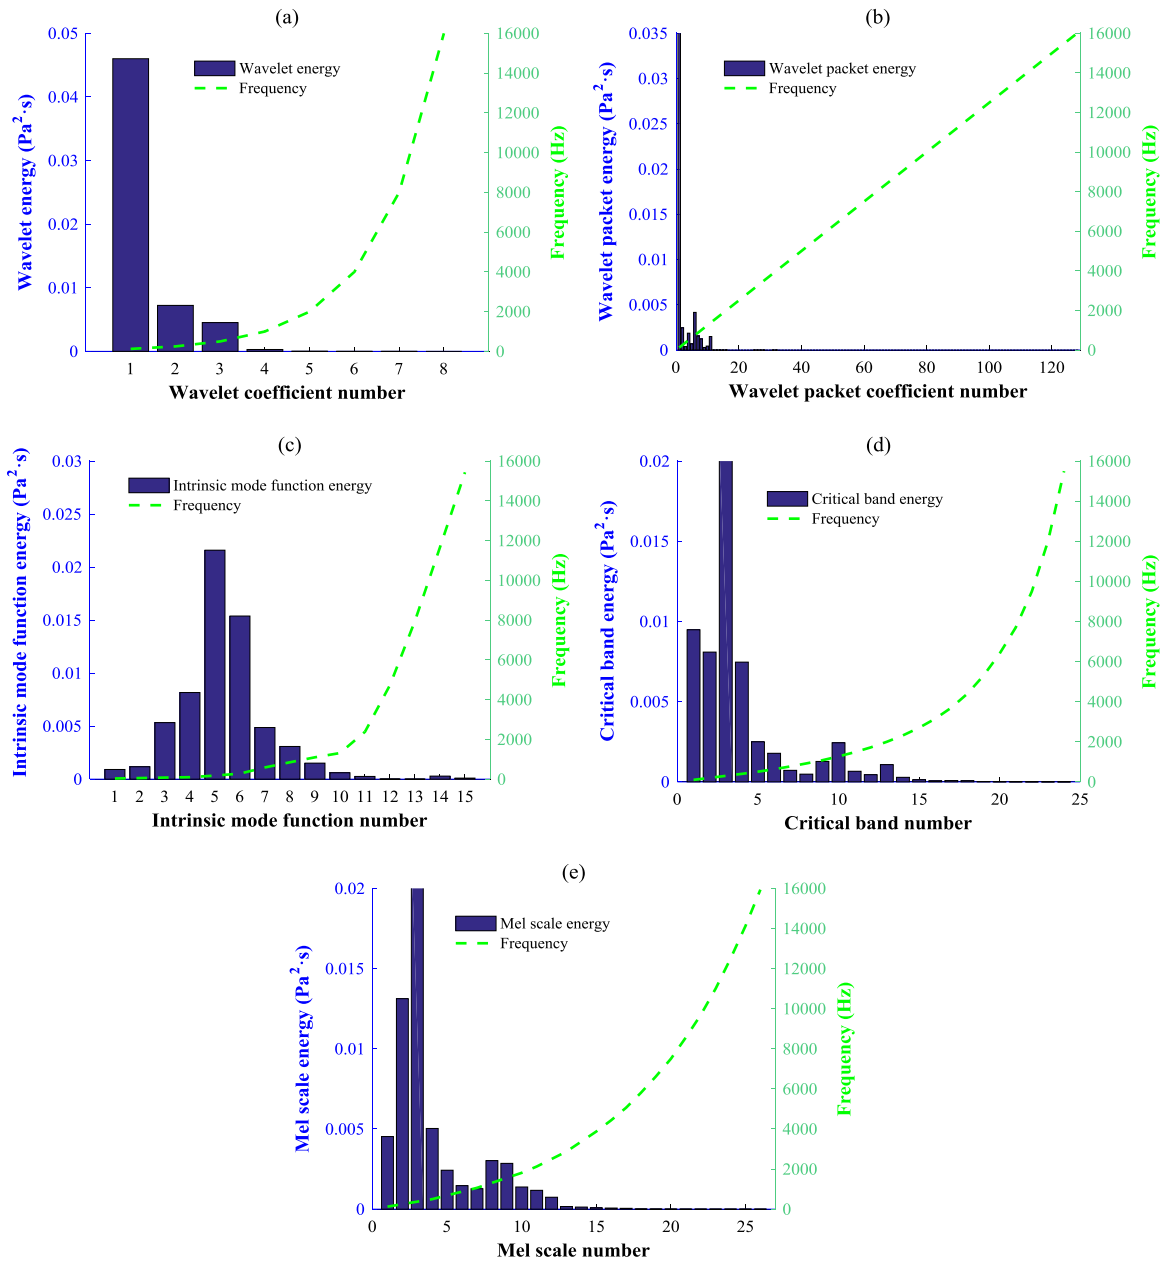 (a)
0.05
0.04
0.03
0.02
0.01
0
Wavelet energy (Pa²·s)
Wavelet energy
Frequency
16000
14000
12000
10000
8000
6000
4000
2000
0
Frequency (Hz)
1 2 3 4 5 6 7 8
Wavelet coefficient number
(b)
0.035
0.03
0.025
0.02
0.015
0.01
0.005
0
Wavelet packet energy (Pa²·s)
Wavelet packet energy
Frequency
16000
14000
12000
10000
8000
6000
4000
2000
0
Frequency (Hz)
0 20 40 60 80 100 120
Wavelet packet coefficient number
(c)
0.03
0.025
0.02
0.015
0.01
0.005
0
Intrinsic mode function energy (Pa²·s)
Intrinsic mode function energy
Frequency
16000
14000
12000
10000
8000
6000
4000
2000
0
Frequency (Hz)
1 2 3 4 5 6 7 8 9 10 11 12 13 14 15
Intrinsic mode function number
(d)
0.02
0.015
0.01
0.005
0
Critical band energy (Pa²·s)
Critical band energy
Frequency
16000
14000
12000
10000
8000
6000
4000
2000
0
Frequency (Hz)
0 5 10 15 20 25
Critical band number
(e)
0.02
0.015
0.01
0.005
0
Mel scale energy (Pa²·s)
Mel scale energy
Frequency
16000
14000
12000
10000
8000
6000
4000
2000
0
Frequency (Hz)
0 5 10 15 20 25
Mel scale number